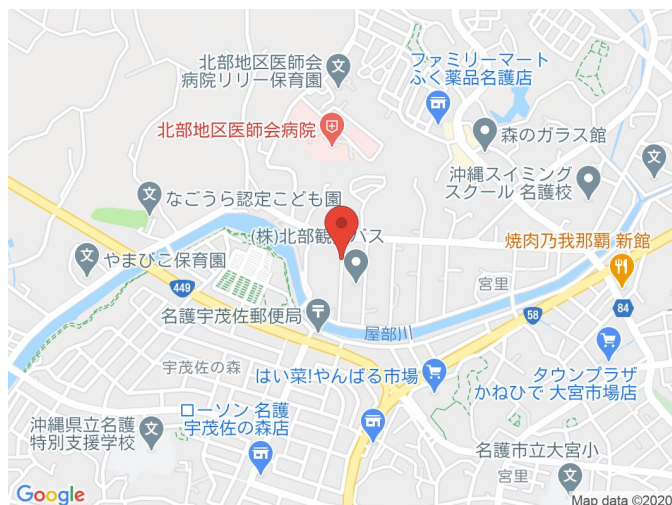 北部地区医師会
病院リリー保育園
ファミリーマート
ふく薬品名護店
北部地区医師会病院
森のガラス館
沖縄スイミング
スクール 名護校
なごうら認定こども園
(株)北部観
バス
焼肉乃我那覇 新館
やまびこ保育園
449
宮里
84
名護宇茂佐郵便局
58
屋部川
宇茂佐の森
はい菜!やんばる市場
タウンプラザ
かねひで 大宮市場店
ローソン 名護
宇茂佐の森店
沖縄県立名護
特別支援学校
宮里
名護市立大宮小
Google
Map data ©2020